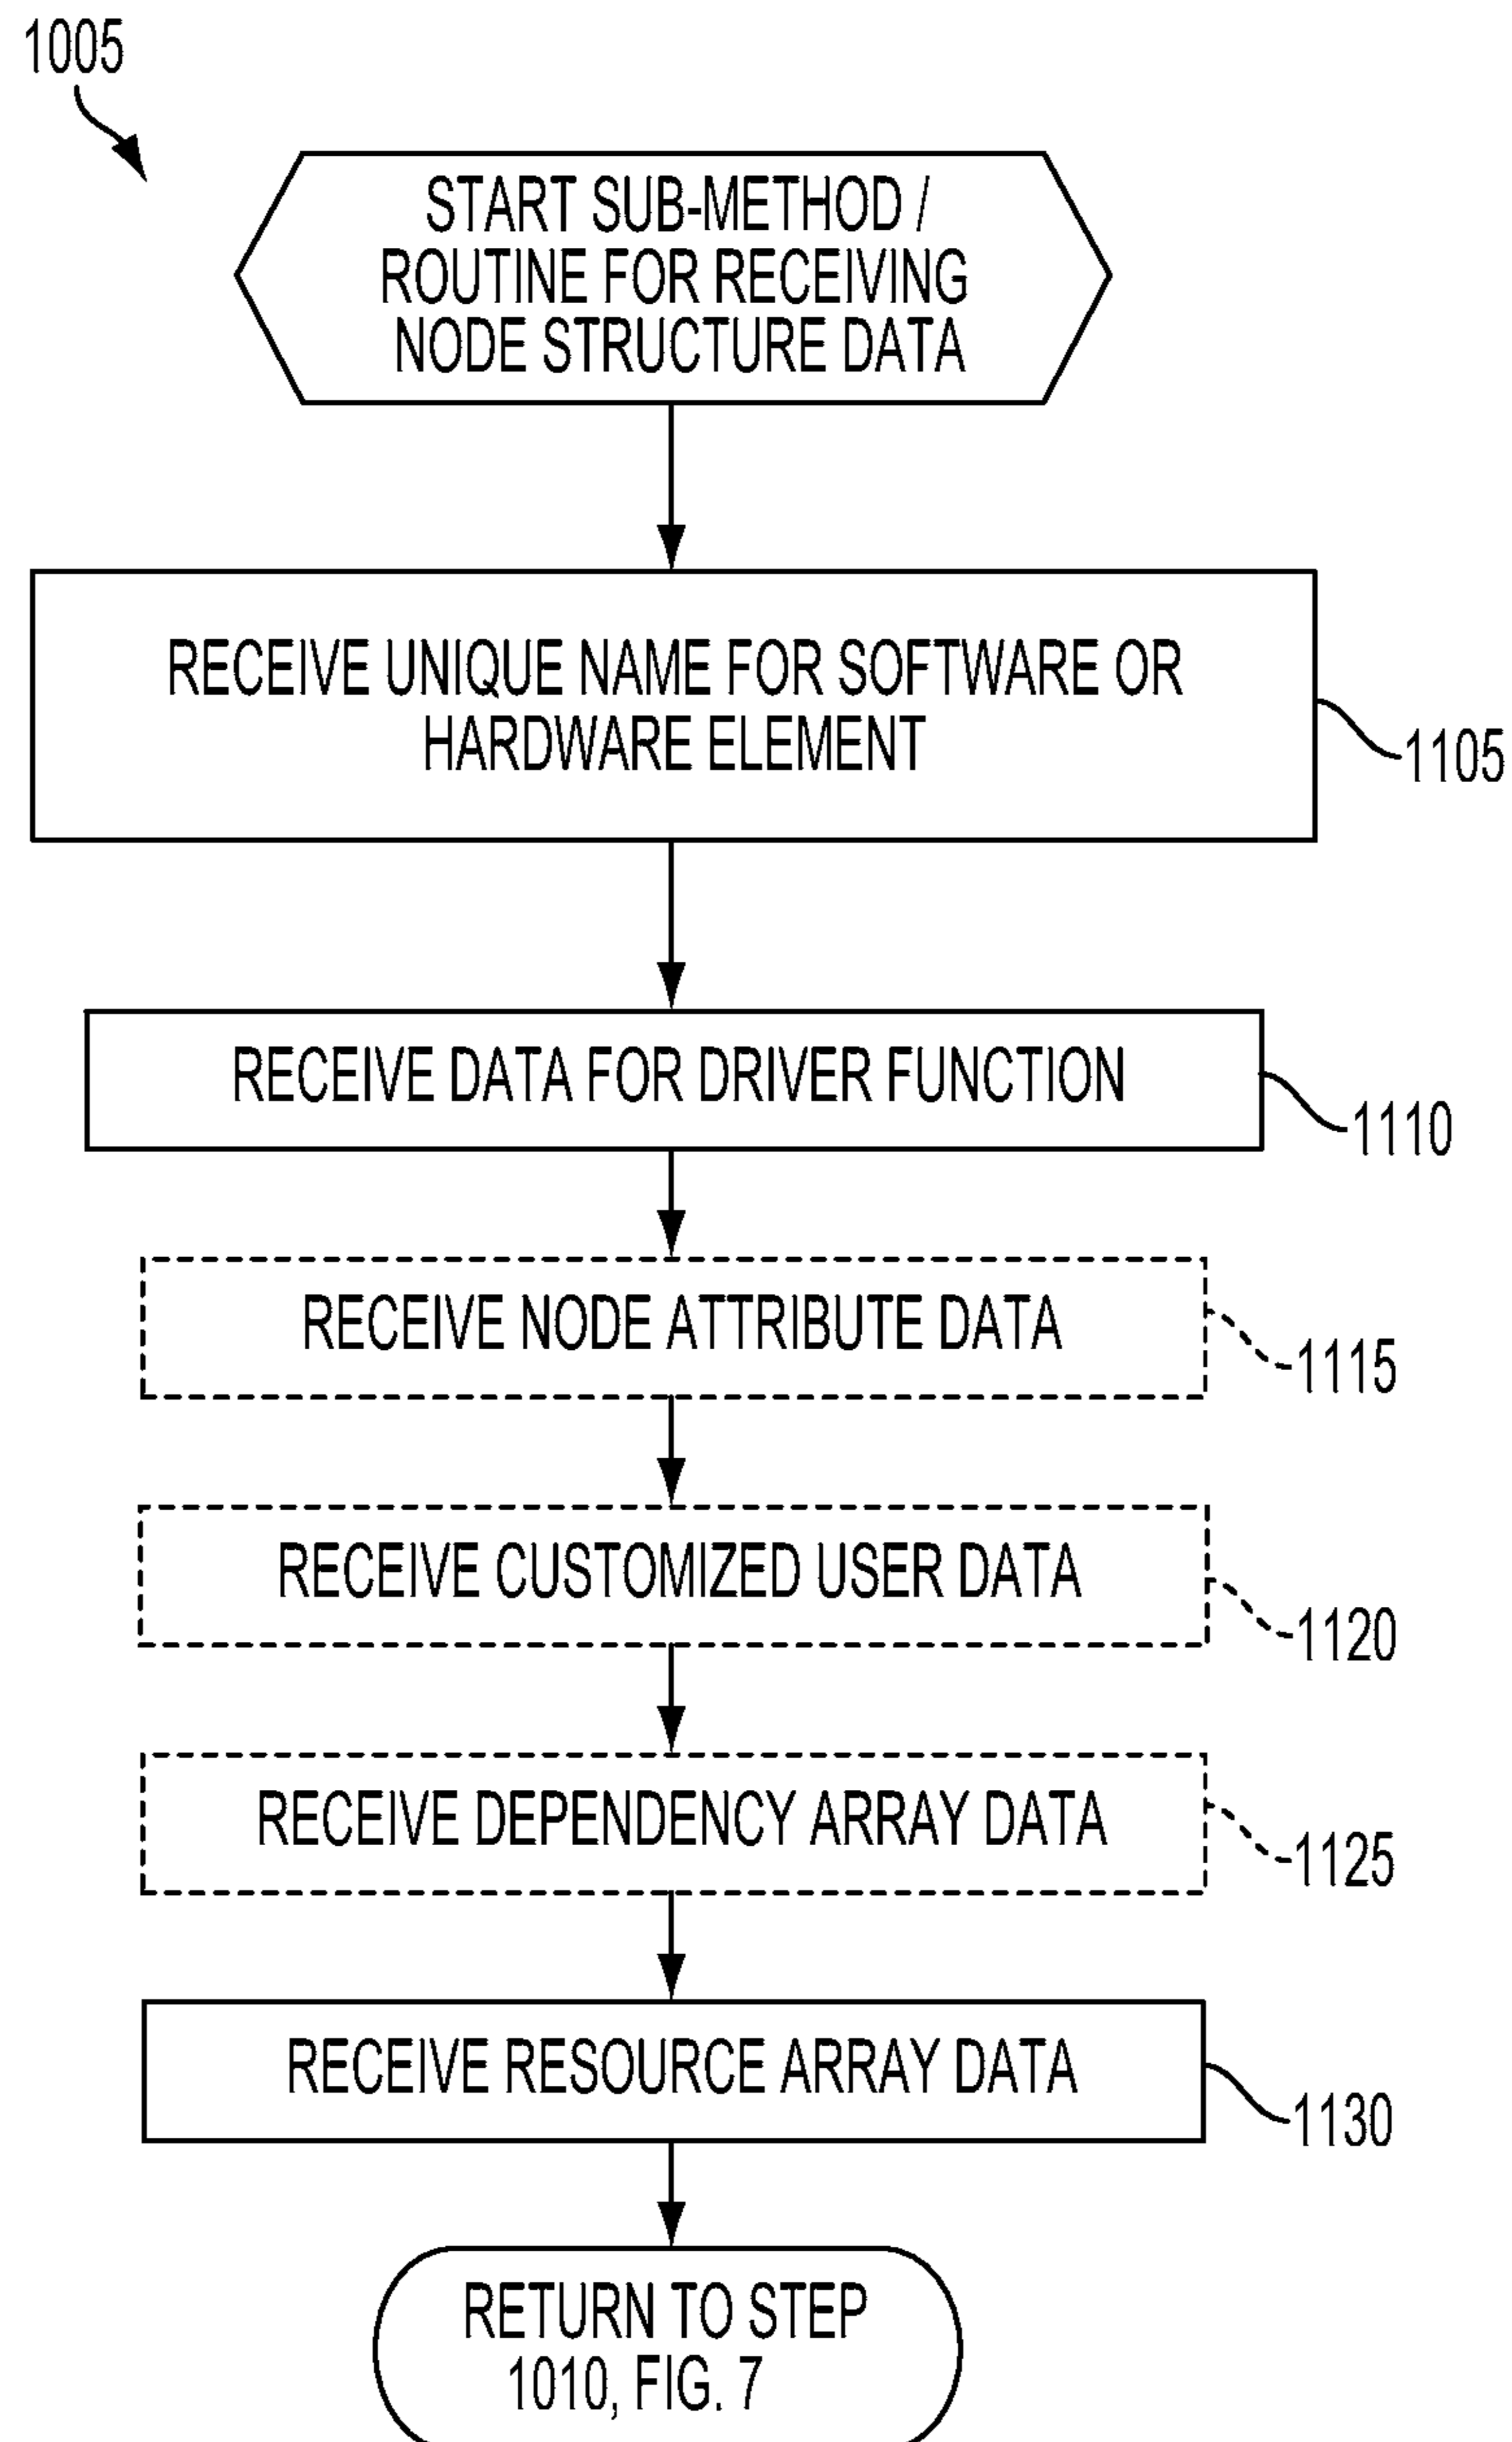 1005
START SUB-METHOD /
ROUTINE FOR RECEIVING
NODE STRUCTURE DATA
RECEIVE UNIQUE NAME FOR SOFTWARE OR
HARDWARE ELEMENT
1105
RECEIVE DATA FOR DRIVER FUNCTION
1110
RECEIVE NODE ATTRIBUTE DATA
1115
RECEIVE CUSTOMIZED USER DATA
1120
RECEIVE DEPENDENCY ARRAY DATA
1125
RECEIVE RESOURCE ARRAY DATA
1130
RETURN TO STEP
1010, FIG. 7